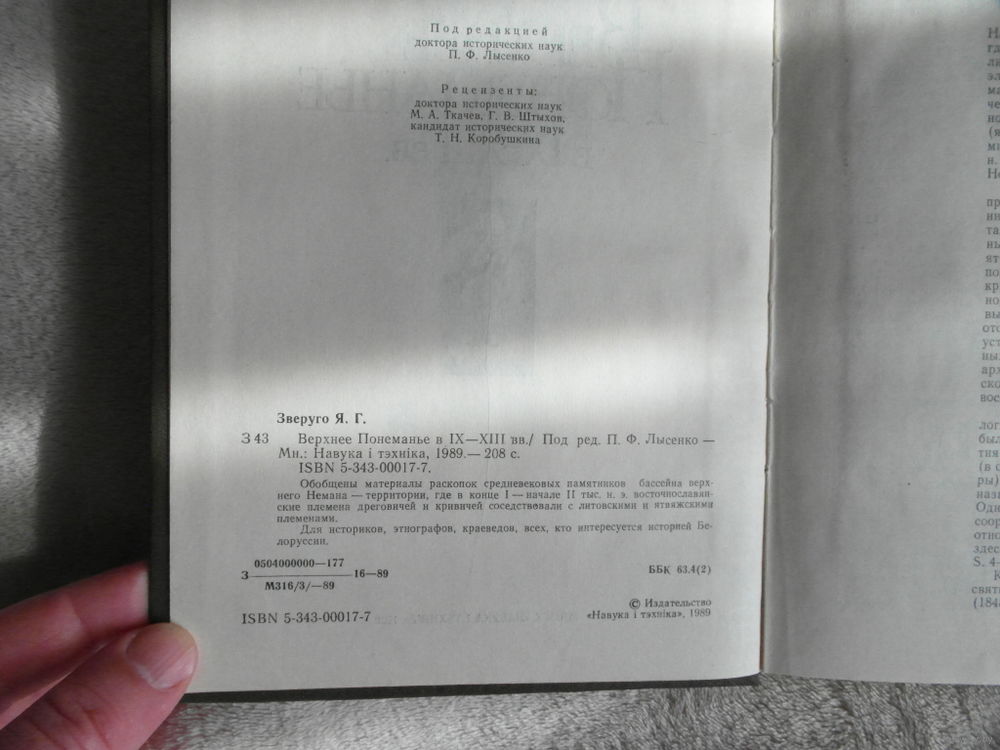 Под редакцией
доктора исторических наук
П. Ф. Лысенко
Рецензенты:
доктора исторических наук
М. А. Ткачев, Г. В. Штыхов,
кандидат исторических наук
Т. Н. Коробушкина
Зверуго Я. Г.
З 43 Верхнее Понеманье в IX—XIII вв./ Под ред. П. Ф. Лысенко —
Мн.: Навука і тэхніка, 1989.— 208 с.
ISBN 5-343-00017-7.
Обобщены материалы раскопок средневековых памятников бассейна верх-
него Немана — территории, где в конце I — начале II тыс. н. э. восточнославян-
ские племена дреговичей и кривичей соседствовали с литовскими и ятвяжскими
племенами.
Для историков, этнографов, краеведов, всех, кто интересуется историей Бе-
лоруссии.
0504000000—177
З 16—89
М316/3/—89
ББК 63.4(2)
ISBN 5-343-00017-7
© Издательство
«Навука і тэхніка», 1989